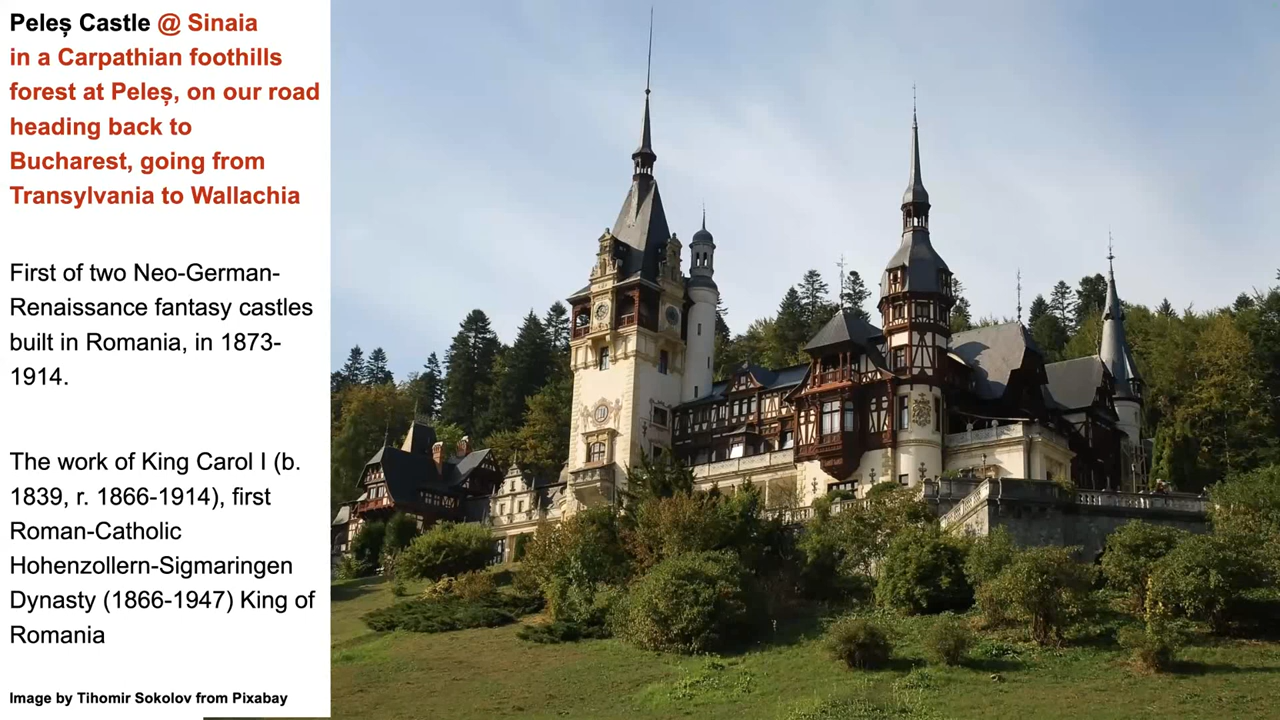 Peleș Castle @ Sinaia
in a Carpathian foothills
forest at Peleș, on our road
heading back to
Bucharest, going from
Transylvania to Wallachia
First of two Neo-German-
Renaissance fantasy castles
built in Romania, in 1873-
1914.
The work of King Carol I (b.
1839, r. 1866-1914), first
Roman-Catholic
Hohenzollern-Sigmaringen
Dynasty (1866-1947) King of
Romania
Image by Tihomir Sokolov from Pixabay